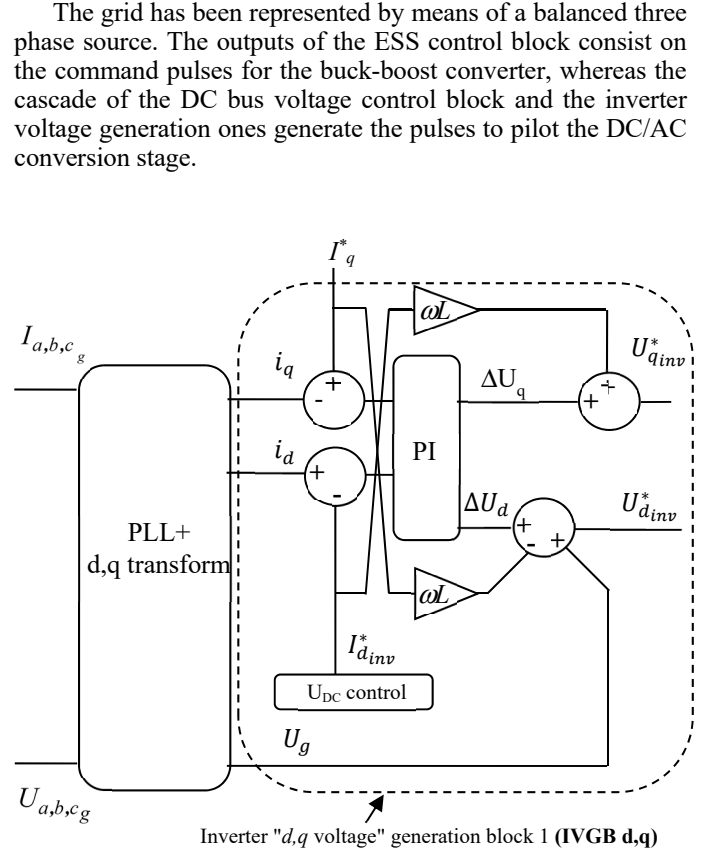 The grid has been represented by means of a balanced three
phase source. The outputs of the ESS control block consist on
the command pulses for the buck-boost converter, whereas the
cascade of the DC bus voltage control block and the inverter
voltage generation ones generate the pulses to pilot the DC/AC
conversion stage.
I*q
ωL
Ia,b,cg
U*qinv
iq
+
-
ΔUq
+
+
id
+
-
PI
ΔUd
+
-
+
U*dinv
PLL+
d,q transform
ωL
I*dinv
UDC control
Ug
Ua,b,cg
Inverter "d,q voltage" generation block 1 (IVGB d,q)